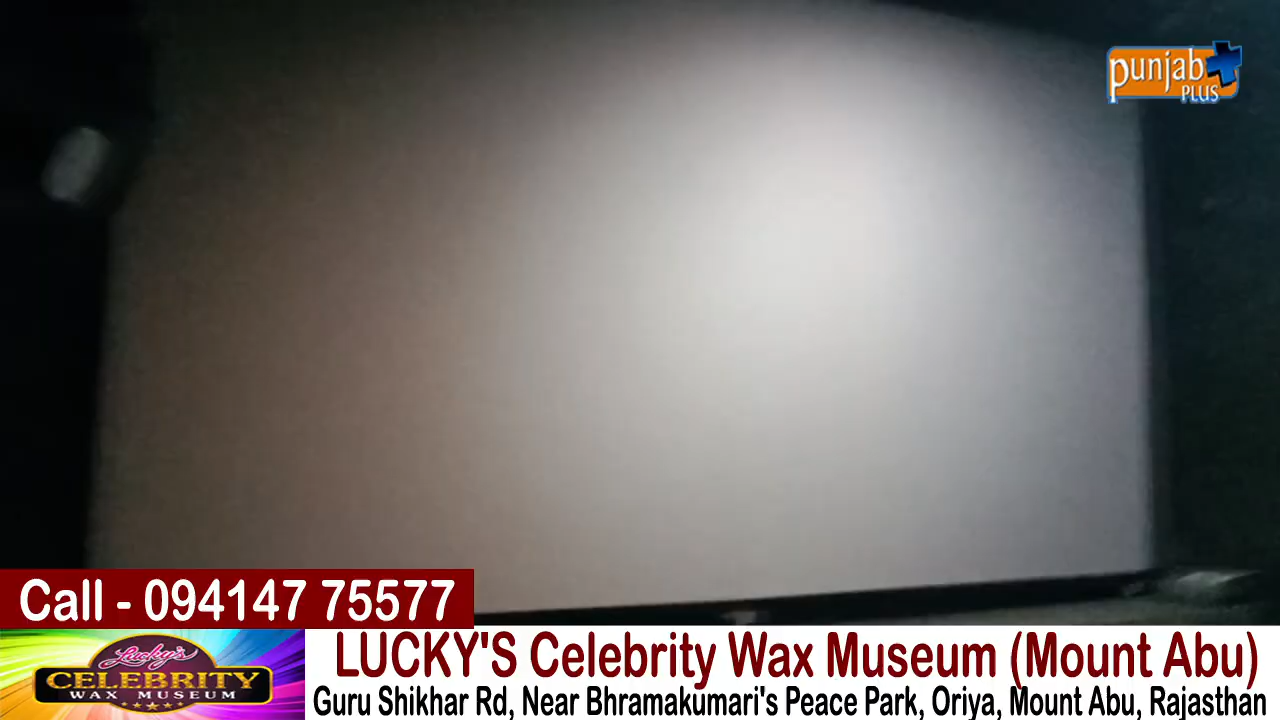 punjab
PLUS
Call - 094147 75577
Lucky's
CELEBRITY
WAX MUSEUM
LUCKY'S Celebrity Wax Museum (Mount Abu)
Guru Shikhar Rd, Near Bhramakumari's Peace Park, Oriya, Mount Abu, Rajasthan